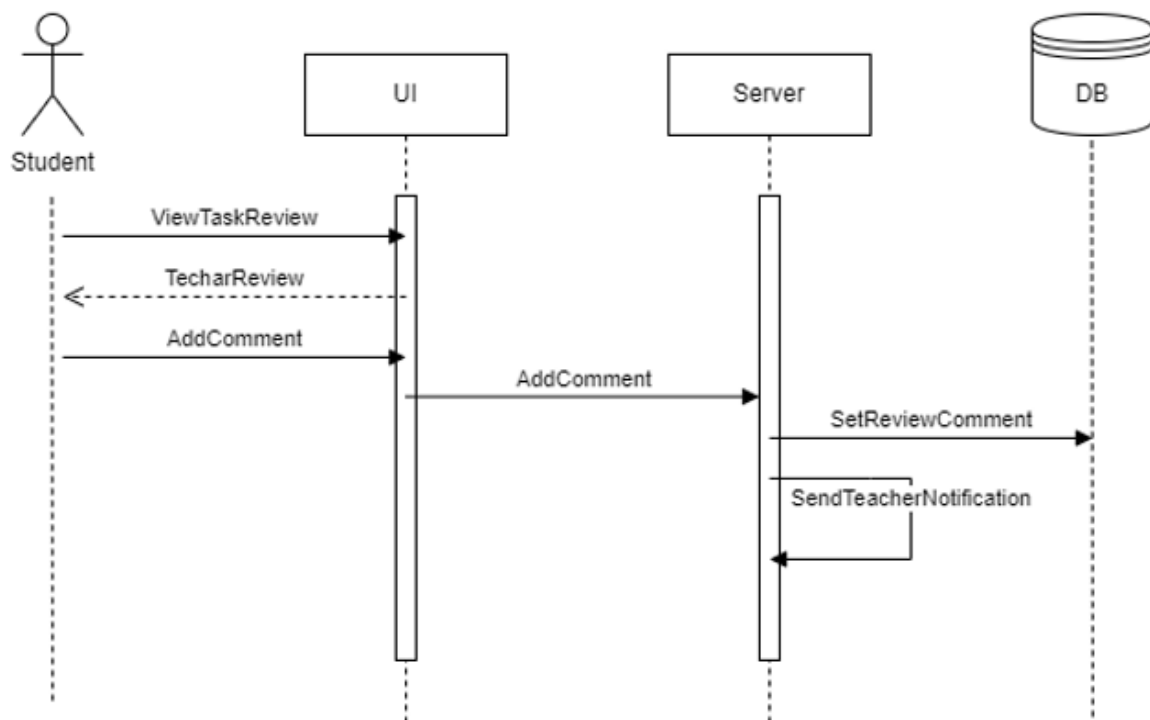 UI
Server
DB
Student
ViewTaskReview
TecharReview
AddComment
AddComment
SetReviewComment
SendTeacherNotification